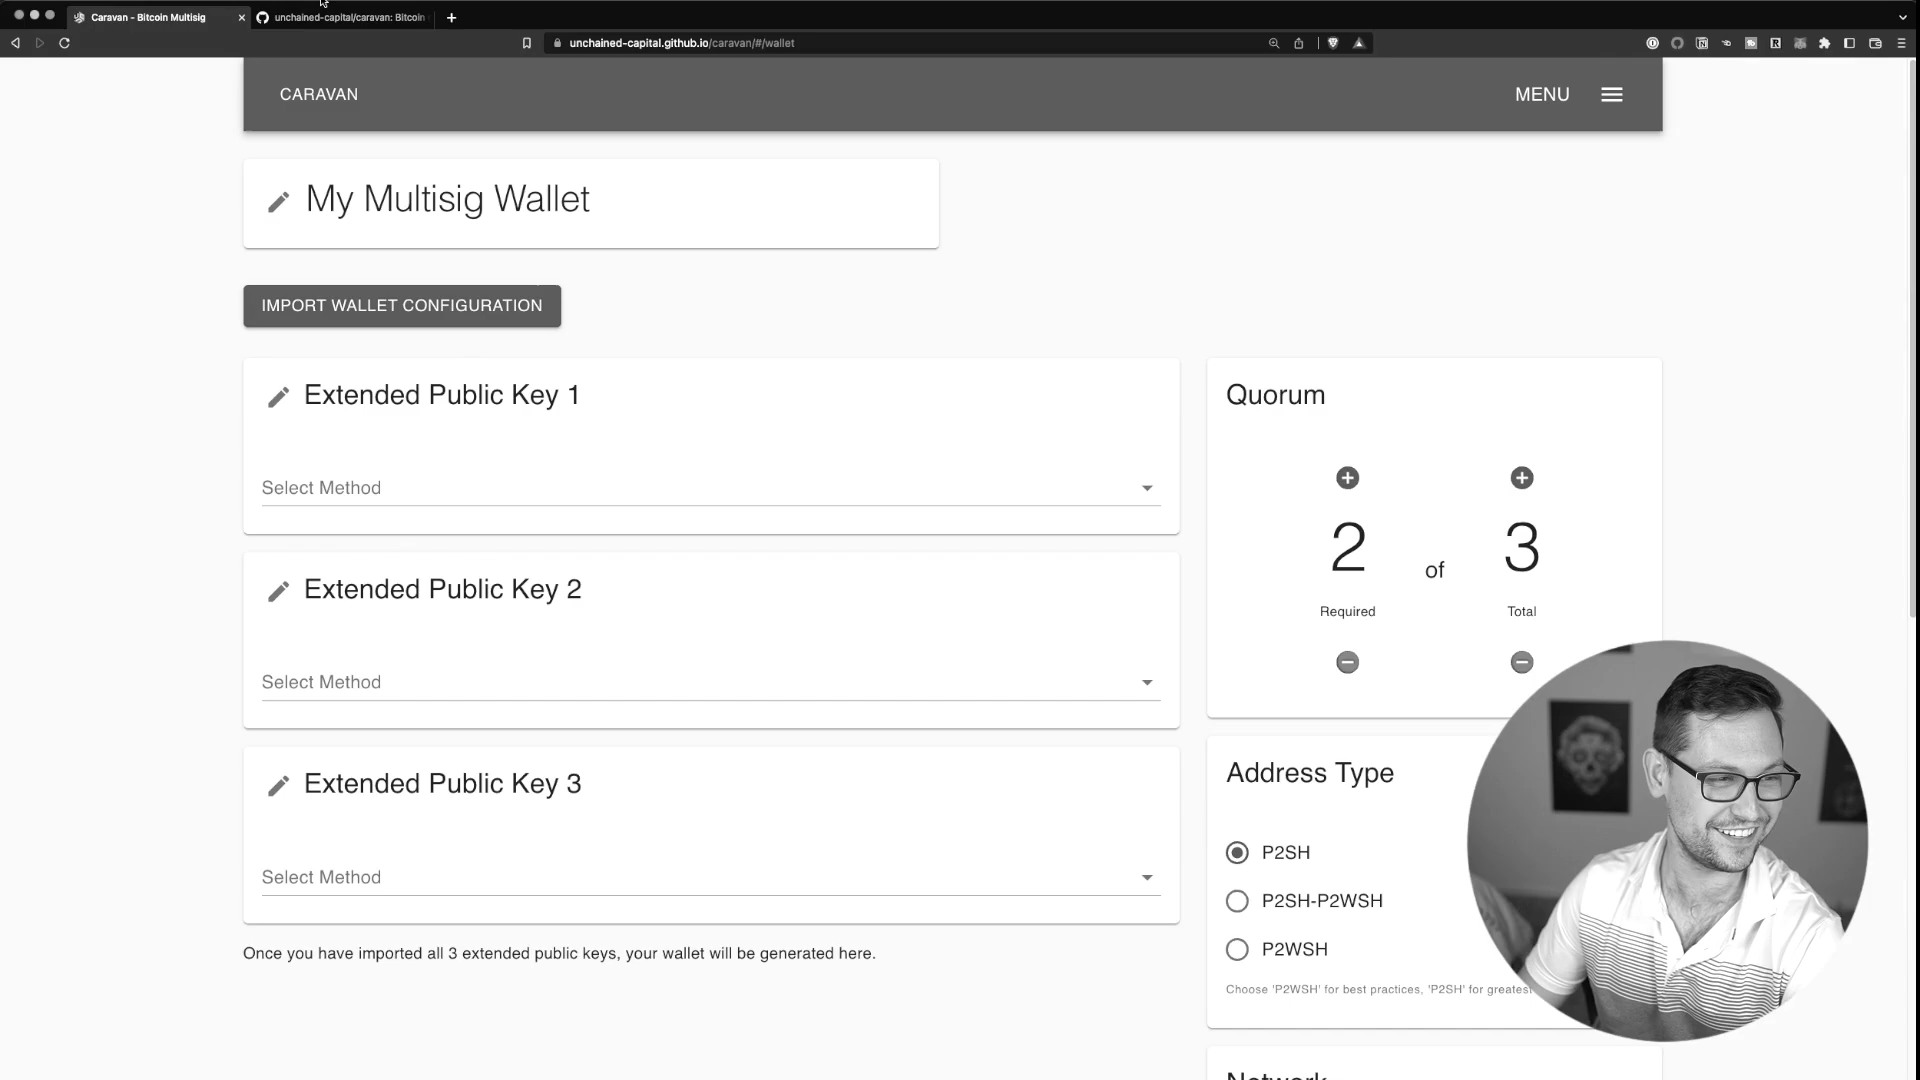 Caravan - Bitcoin Multisig
unchained-capital/caravan: Bitcoin
unchained-capital.github.io/caravan/#/wallet
CARAVAN
MENU
My Multisig Wallet
IMPORT WALLET CONFIGURATION
Extended Public Key 1
Select Method
Extended Public Key 2
Select Method
Extended Public Key 3
Select Method
Once you have imported all 3 extended public keys, your wallet will be generated here.
Quorum
2 of 3
Required Total
Address Type
P2SH
P2SH-P2WSH
P2WSH
Choose 'P2WSH' for best practices, 'P2SH' for greatest
Network